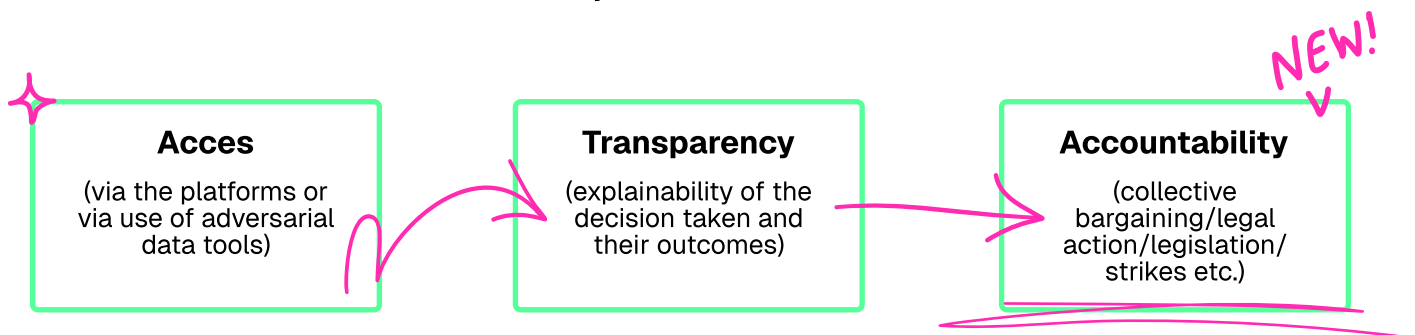 NEW!
Acces
(via the platforms or
via use of adversarial
data tools)
Transparency
(explainability of the
decision taken and
their outcomes)
Accountability
(collective
bargaining/legal
action/legislation/
strikes etc.)